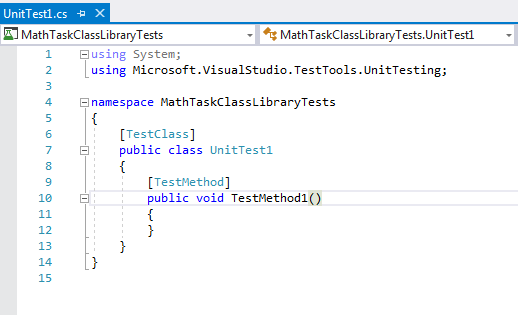 UnitTest1.cs
MathTaskClassLibraryTests MathTaskClassLibraryTests.UnitTest1
1 using System;
2 using Microsoft.VisualStudio.TestTools.UnitTesting;
3
4 namespace MathTaskClassLibraryTests
5 {
6 [TestClass]
7 public class UnitTest1
8 {
9 [TestMethod]
10 public void TestMethod1()
11 {
12 }
13 }
14 }
15